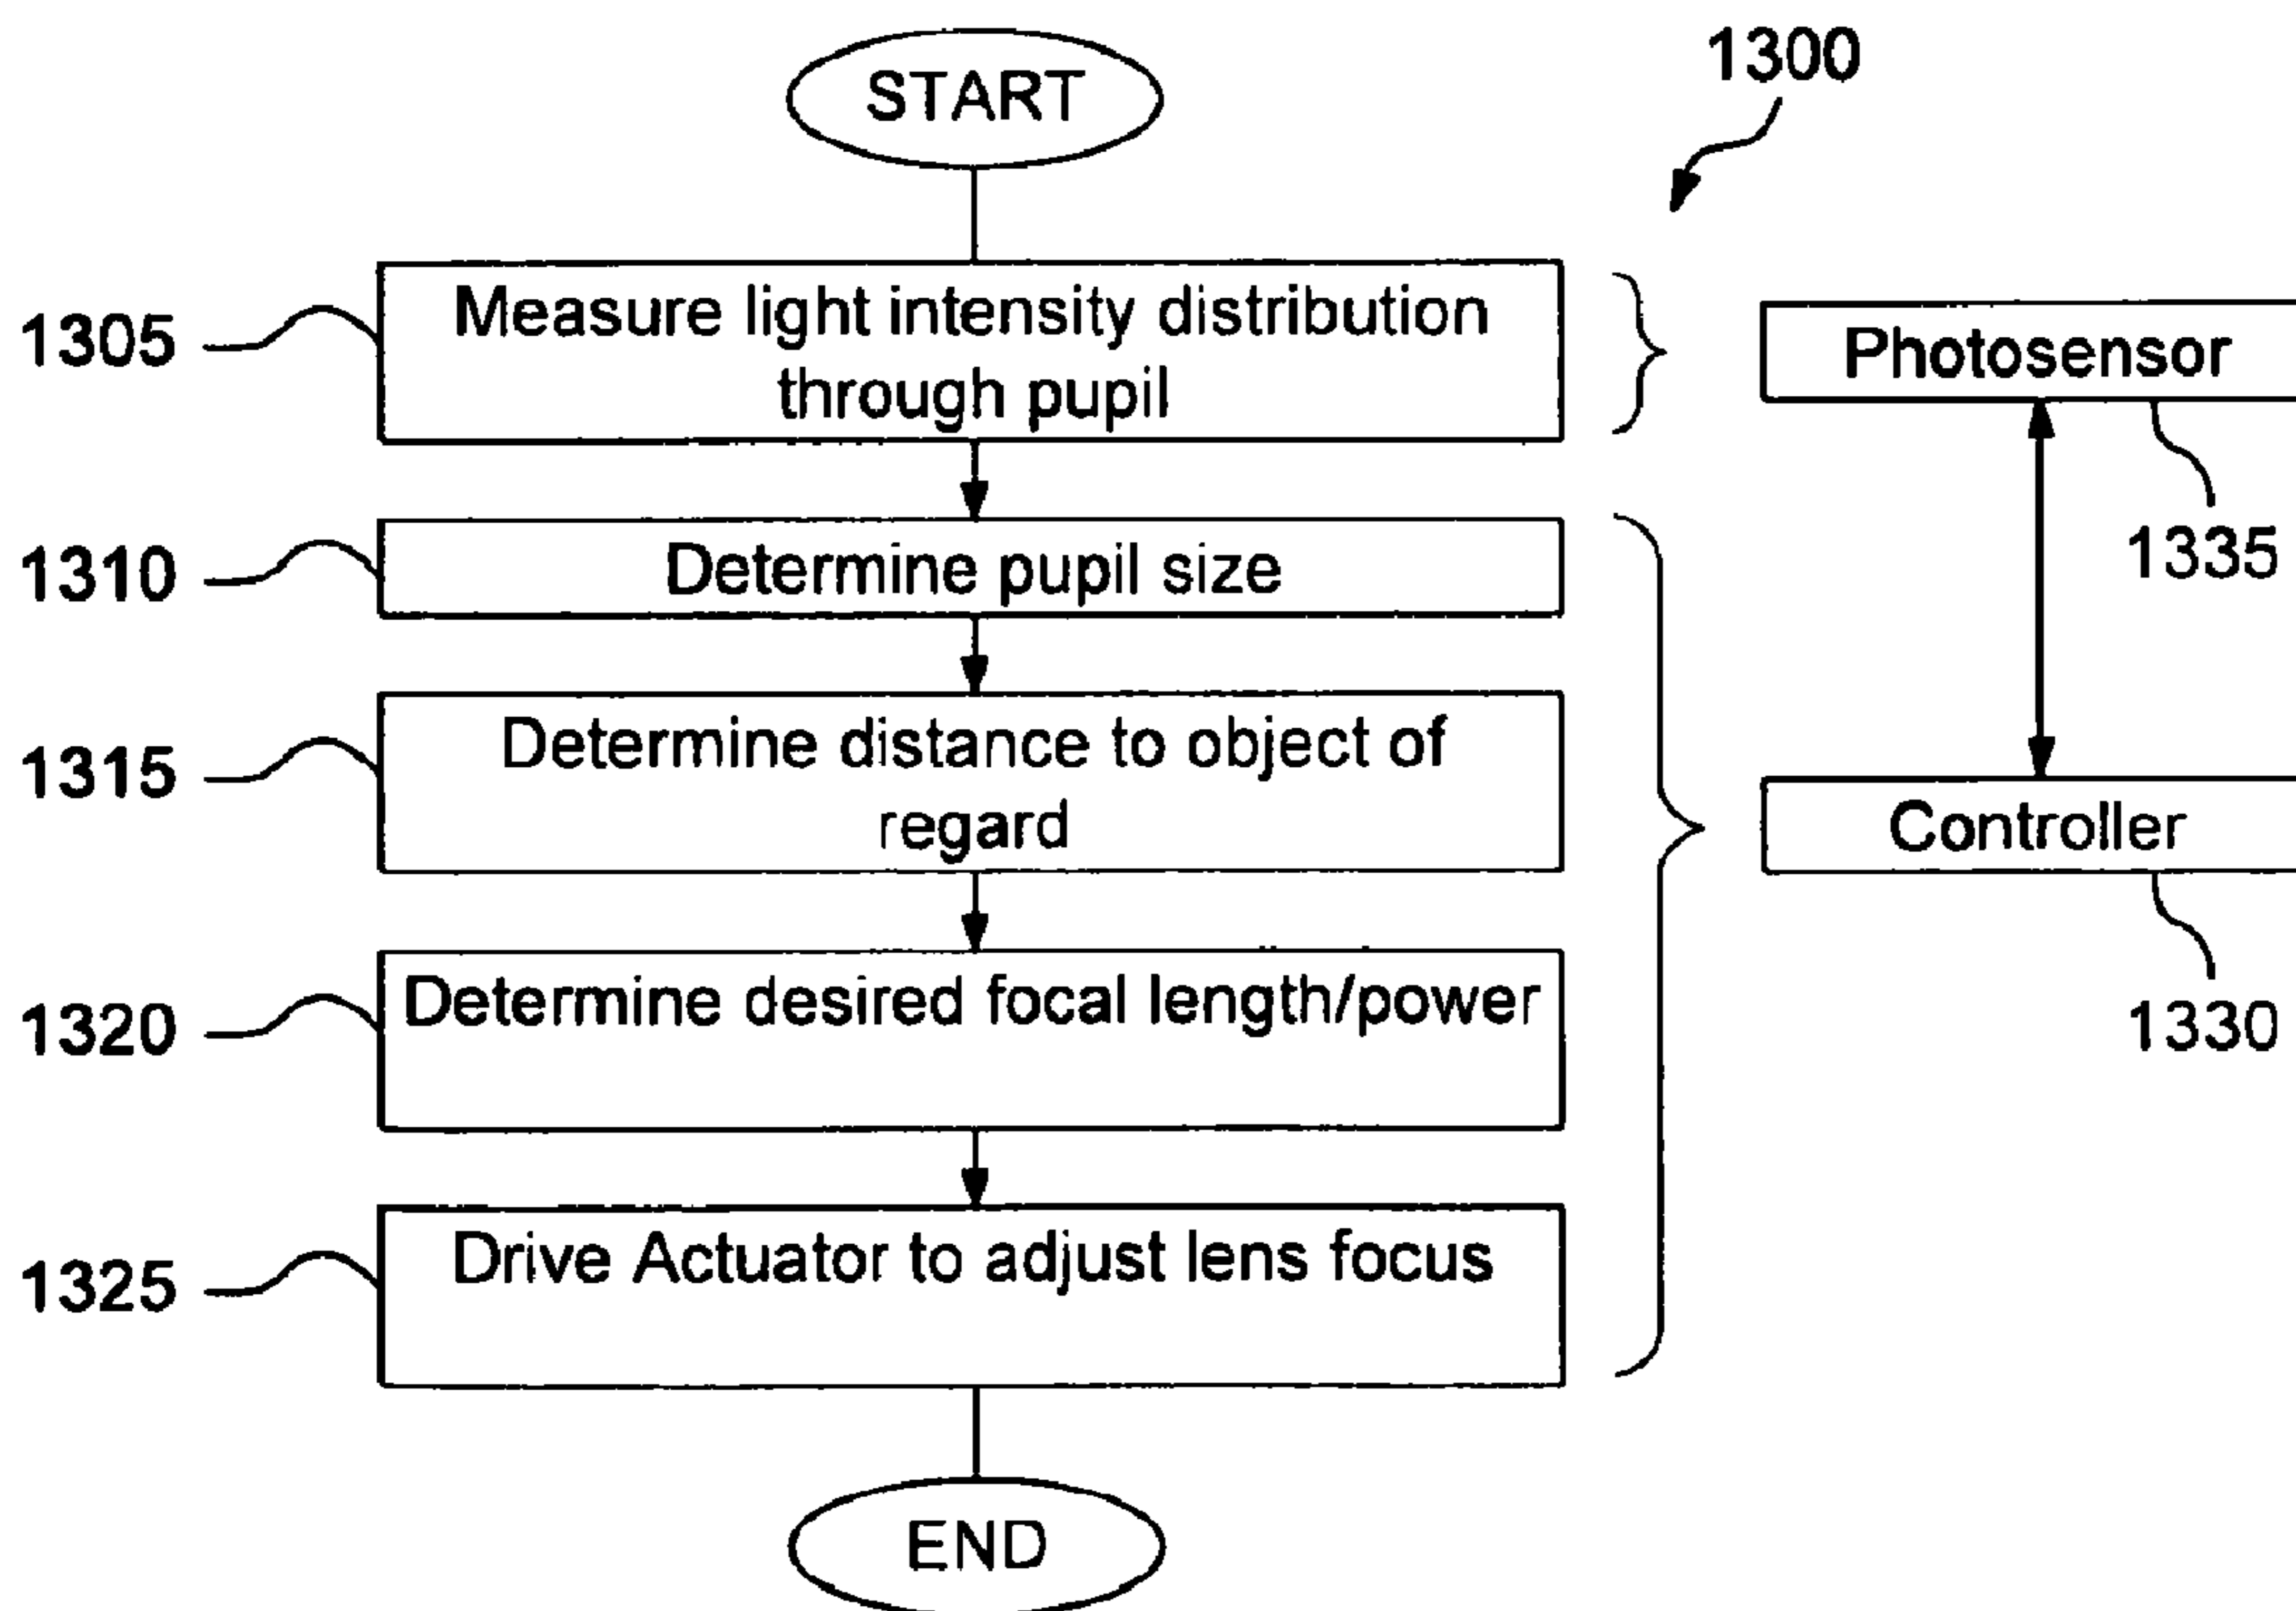 START
1300
1305
Measure light intensity distribution
through pupil
Photosensor
1335
1310
Determine pupil size
1315
Determine distance to object of
regard
Controller
1330
1320
Determine desired focal length/power
1325
Drive Actuator to adjust lens focus
END